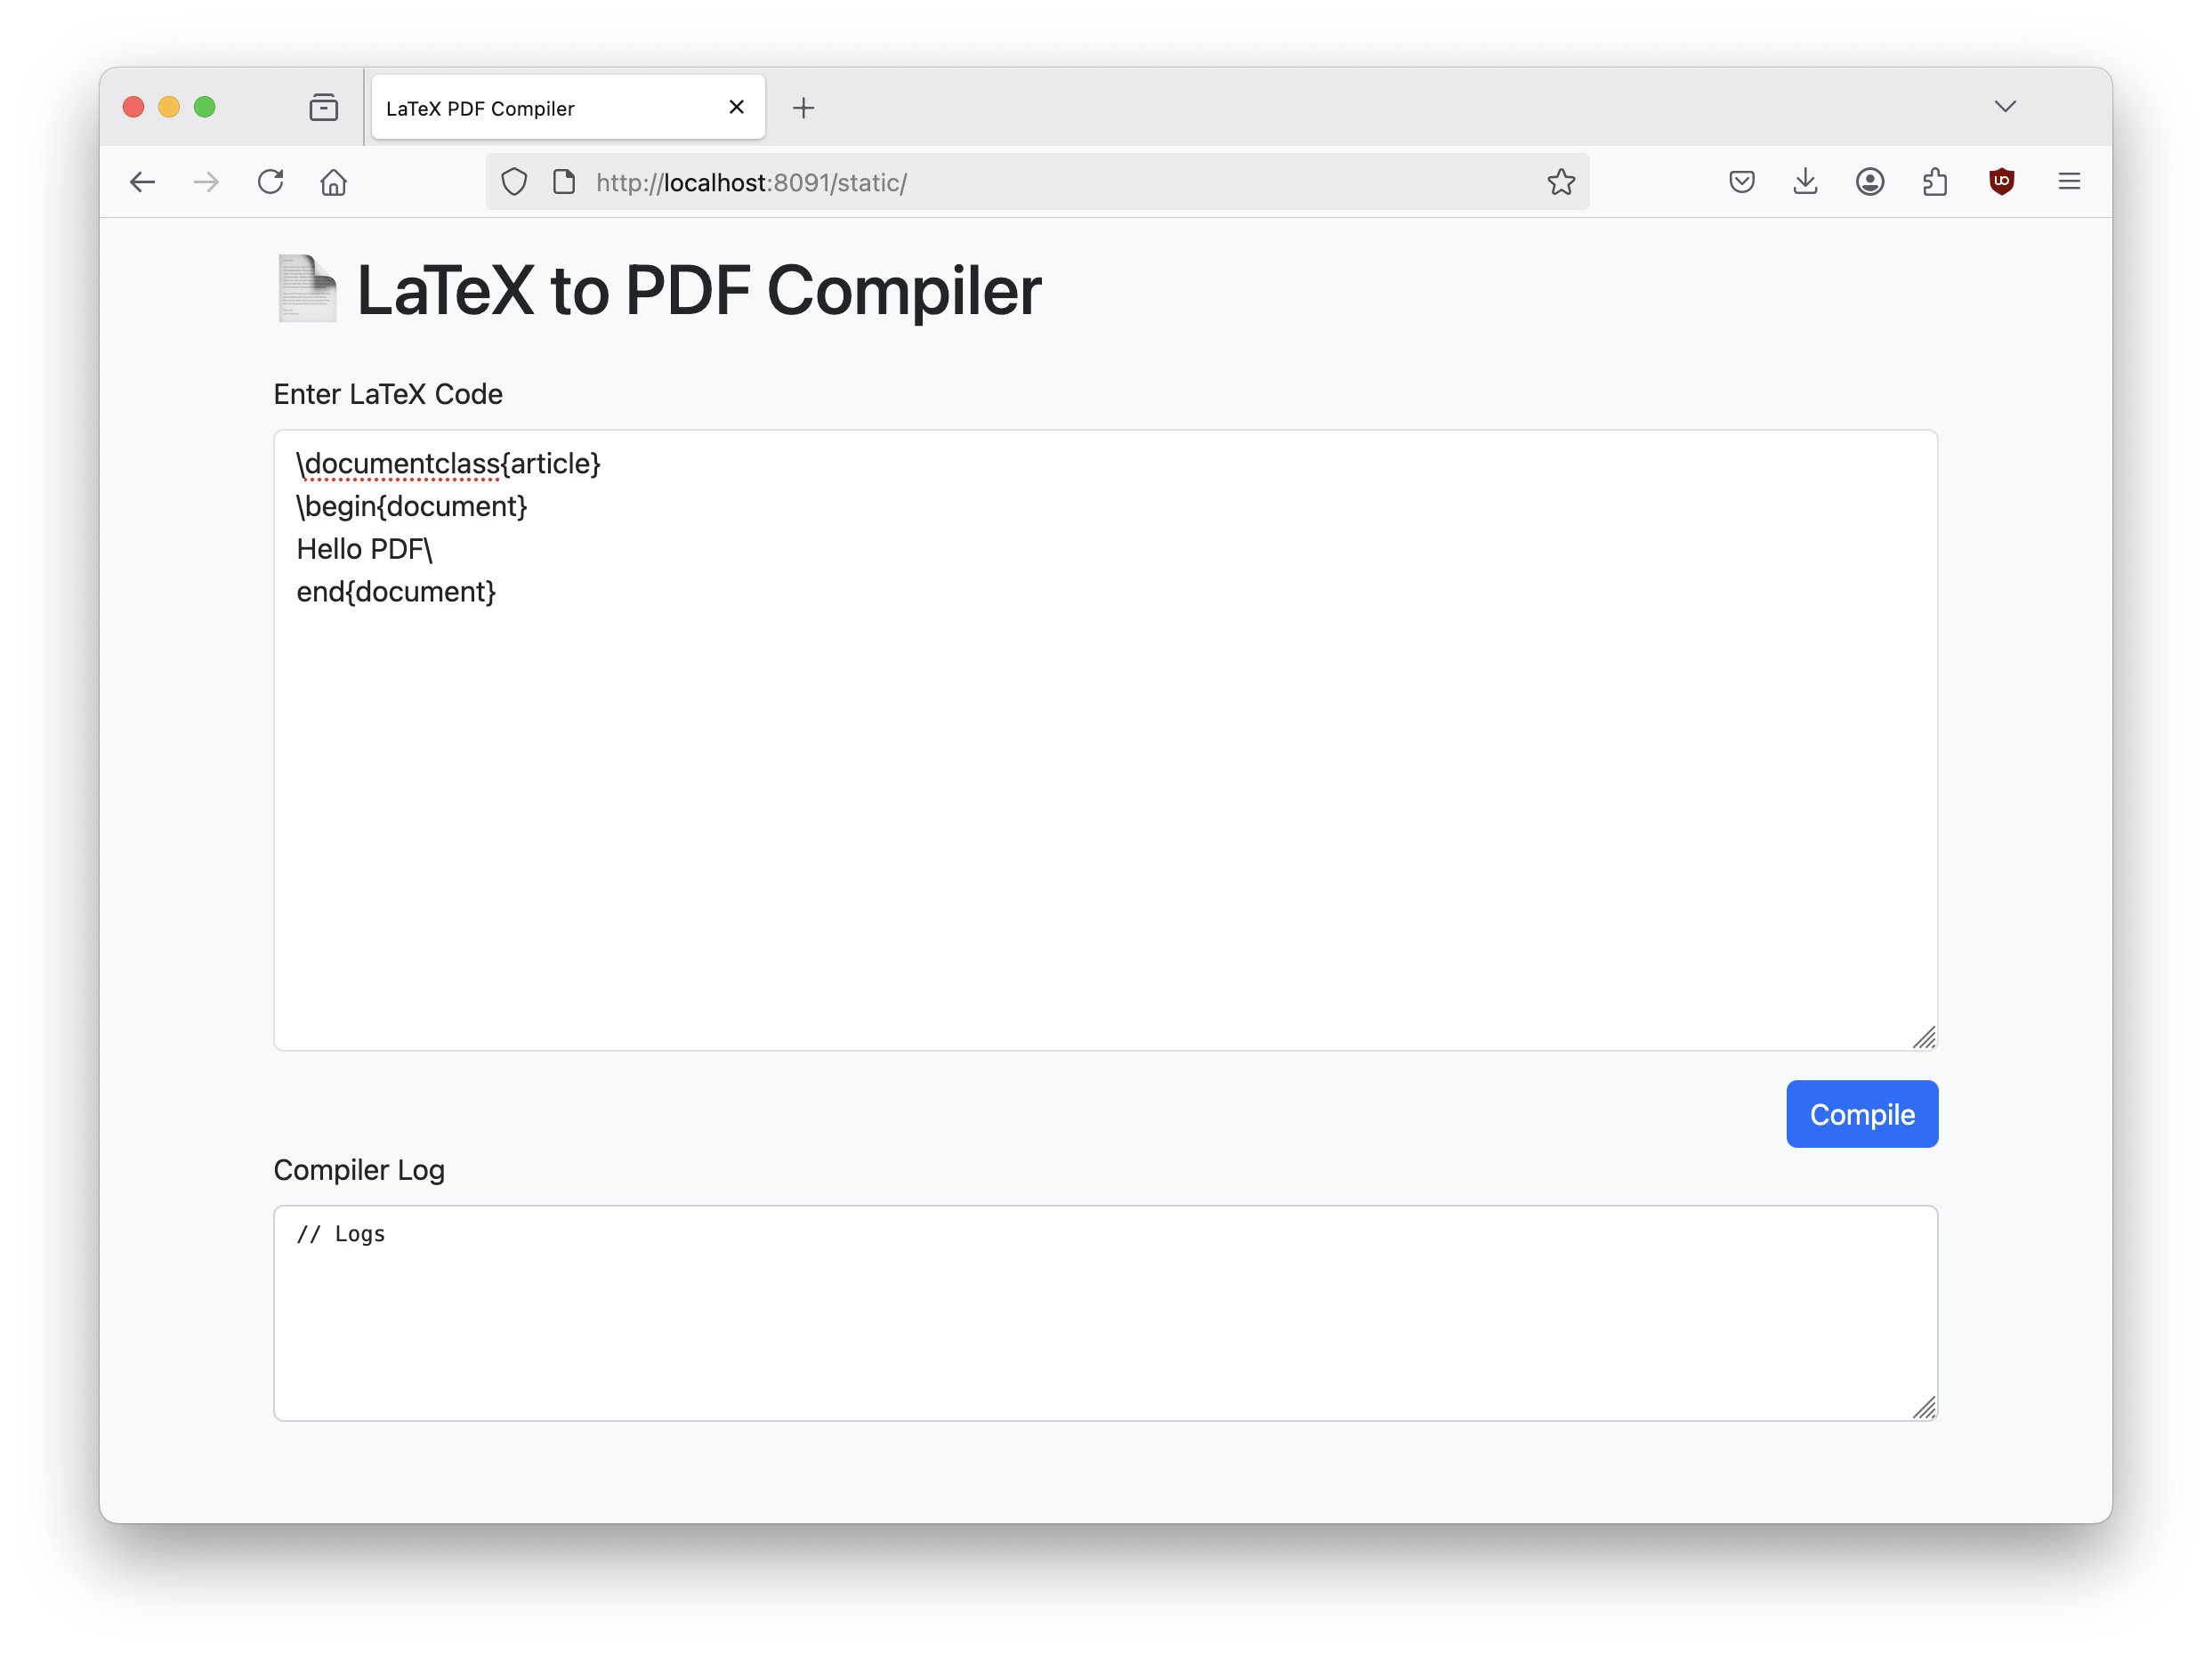 LaTeX PDF Compiler
http://localhost:8091/static/
LaTeX to PDF Compiler
Enter LaTeX Code
\documentclass{article}
\begin{document}
Hello PDF\
end{document}
Compile
Compiler Log
// Logs